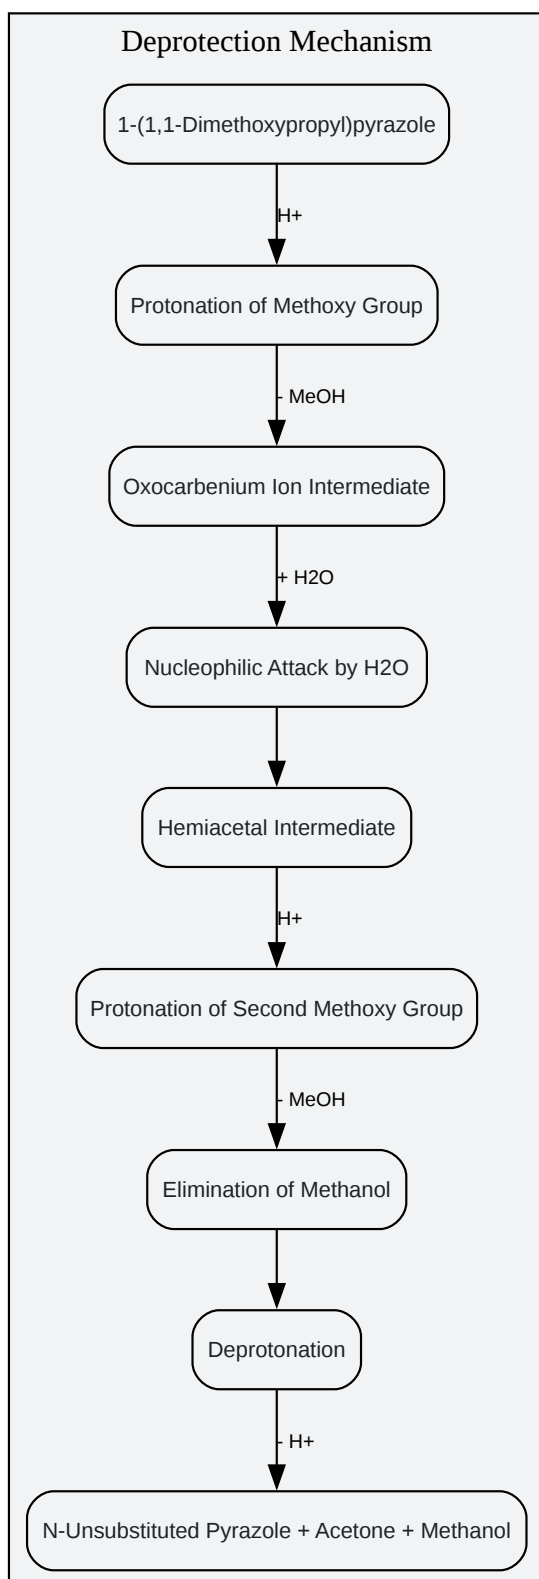 Deprotection Mechanism
1-(1,1-Dimethoxypropyl)pyrazole
H+
Protonation of Methoxy Group
- MeOH
Oxocarbenium Ion Intermediate
+ H2O
Nucleophilic Attack by H2O
Hemiacetal Intermediate
H+
Protonation of Second Methoxy Group
- MeOH
Elimination of Methanol
Deprotonation
- H+
N-Unsubstituted Pyrazole + Acetone + Methanol